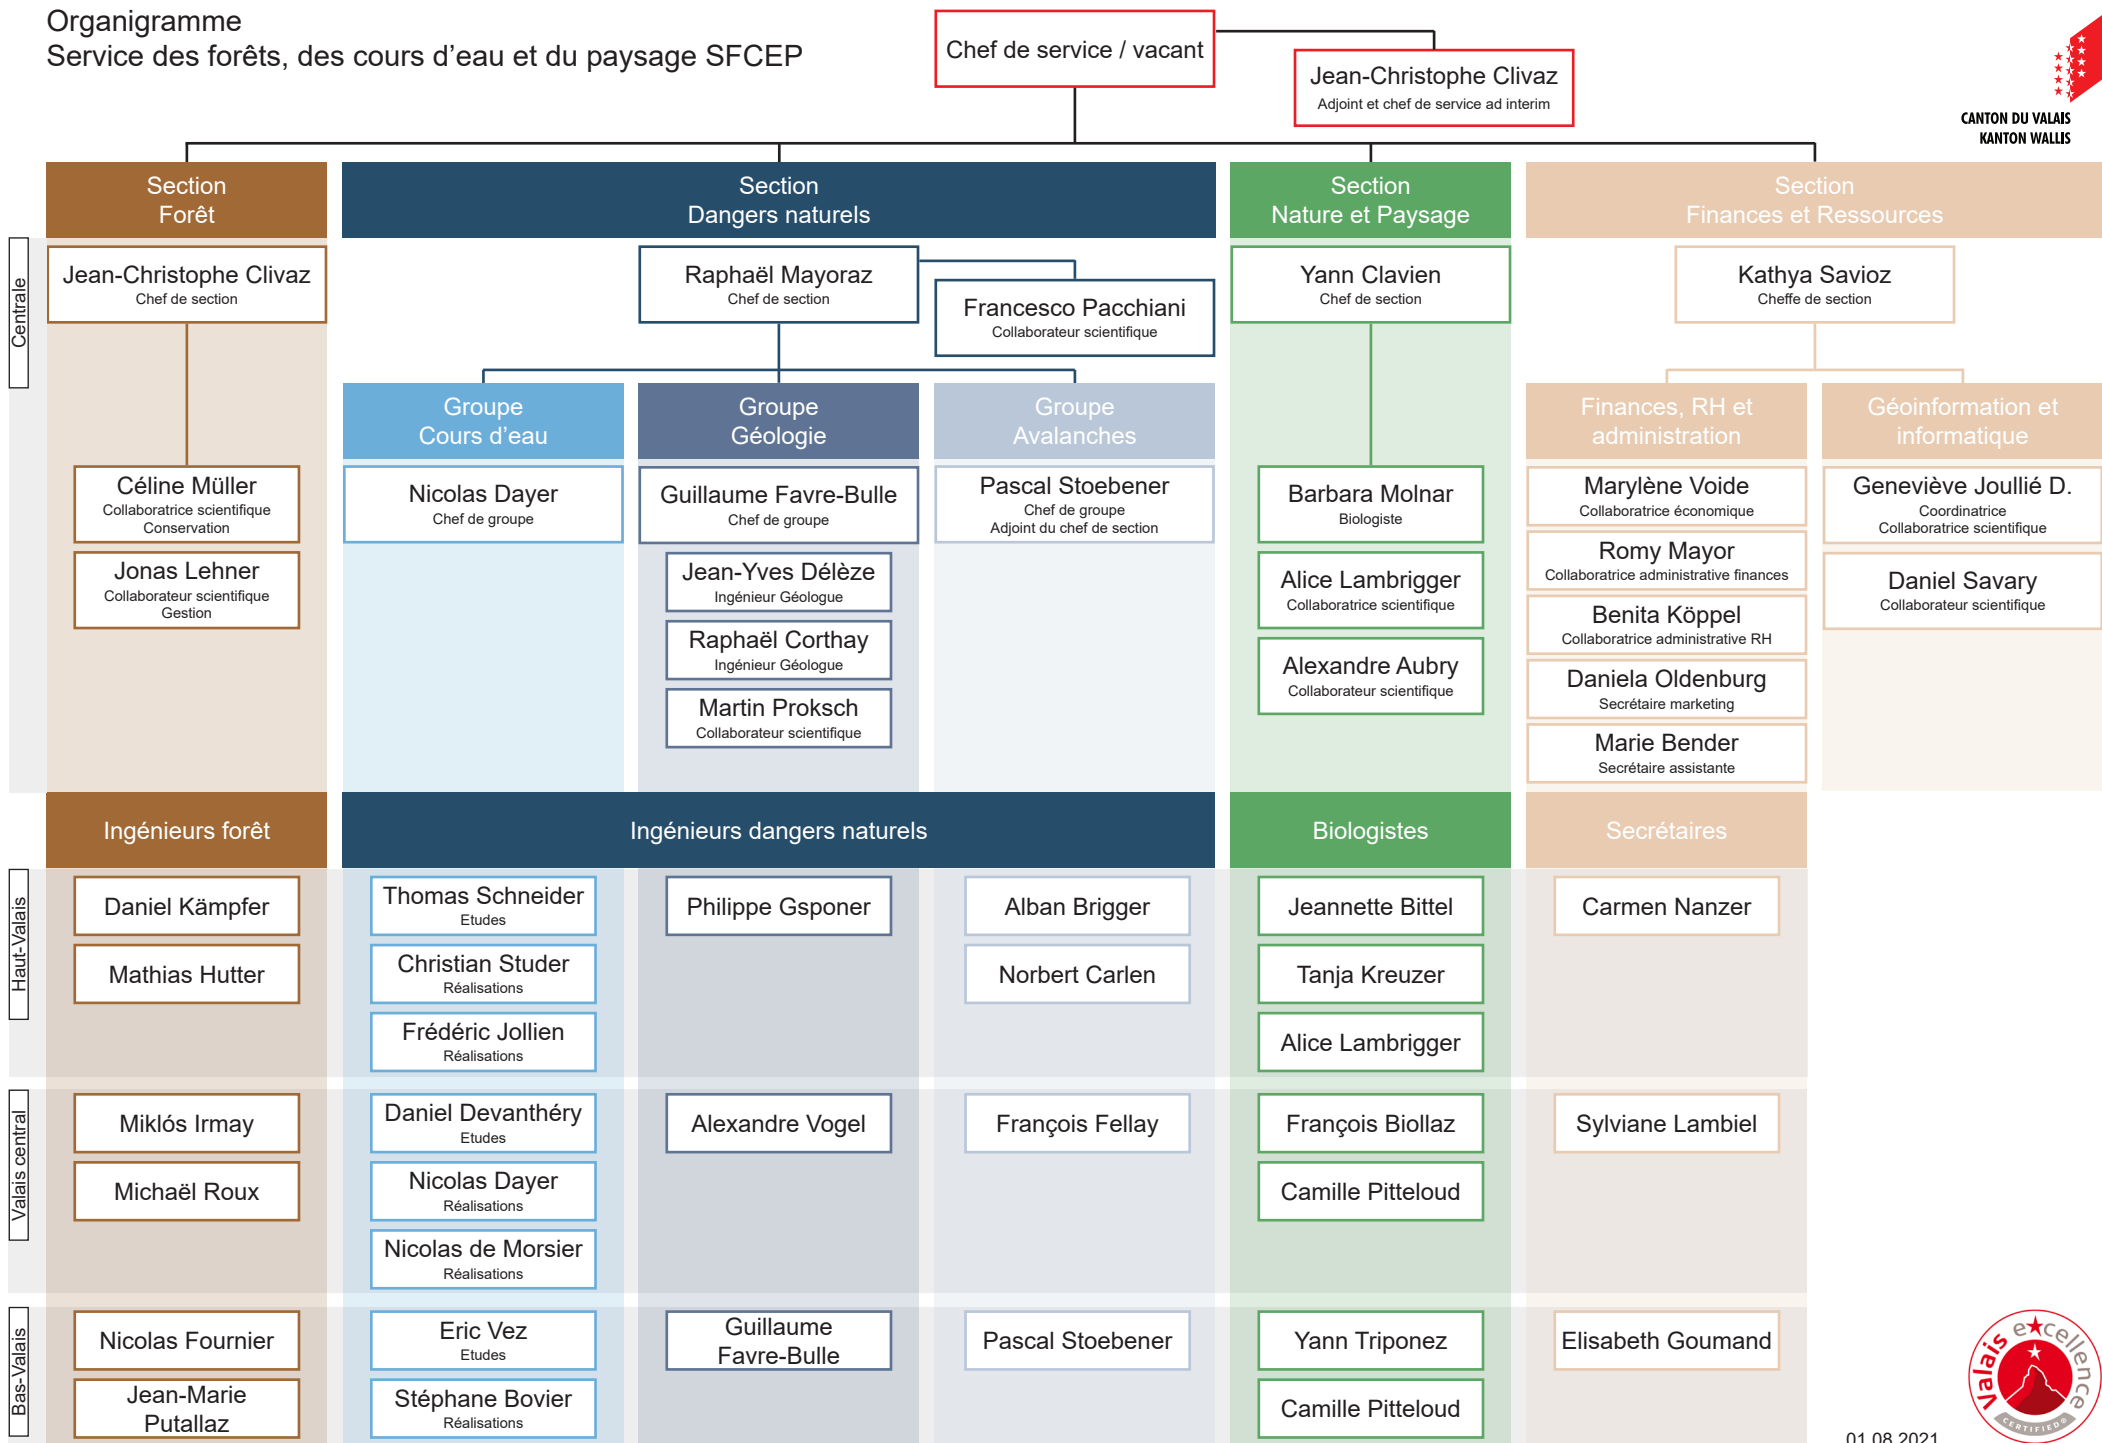 Organigramme
Service des forêts, des cours d'eau et du paysage SFCEP
Chef de service / vacant
Jean-Christophe Clivaz
Adjoint et chef de service ad interim
CANTON DU VALAIS
KANTON WALLIS
Section
Forêt
Section
Dangers naturels
Section
Nature et Paysage
Section
Finances et Ressources
Centrale
Jean-Christophe Clivaz
Chef de section
Raphaël Mayoraz
Chef de section
Francesco Pacchiani
Collaborateur scientifique
Yann Clavien
Chef de section
Kathya Savioz
Cheffe de section
Groupe
Cours d'eau
Groupe
Géologie
Groupe
Avalanches
Finances, RH et
administration
Géoinformation et
informatique
Céline Müller
Collaboratrice scientifique
Conservation
Jonas Lehner
Collaborateur scientifique
Gestion
Nicolas Dayer
Chef de groupe
Guillaume Favre-Bulle
Chef de groupe
Jean-Yves Délèze
Ingénieur Géologue
Raphaël Corthay
Ingénieur Géologue
Martin Proksch
Collaborateur scientifique
Pascal Stoebener
Chef de groupe
Adjoint du chef de section
Barbara Molnar
Biologiste
Alice Lambrigger
Collaboratrice scientifique
Alexandre Aubry
Collaborateur scientifique
Marylène Voide
Collaboratrice économique
Romy Mayor
Collaboratrice administrative finances
Benita Köppel
Collaboratrice administrative RH
Daniela Oldenburg
Secrétaire marketing
Marie Bender
Secrétaire assistante
Geneviève Joullié D.
Coordinatrice
Collaboratrice scientifique
Daniel Savary
Collaborateur scientifique
Ingénieurs forêt
Ingénieurs dangers naturels
Biologistes
Secrétaires
Haut-Valais
Daniel Kämpfer
Mathias Hutter
Thomas Schneider
Etudes
Christian Studer
Réalisations
Frédéric Jollien
Réalisations
Philippe Gsponer
Alban Brigger
Norbert Carlen
Jeannette Bittel
Tanja Kreuzer
Alice Lambrigger
Carmen Nanzer
Valais central
Miklós Irmay
Michaël Roux
Daniel Devanthéry
Etudes
Nicolas Dayer
Réalisations
Nicolas de Morsier
Réalisations
Alexandre Vogel
François Fellay
François Biollaz
Camille Pitteloud
Sylviane Lambiel
Bas-Valais
Nicolas Fournier
Jean-Marie
Putallaz
Eric Vez
Etudes
Stéphane Bovier
Réalisations
Guillaume
Favre-Bulle
Pascal Stoebener
Yann Triponez
Camille Pitteloud
Elisabeth Goumand
valais excellence
CERTIFIED®
01.08.2021